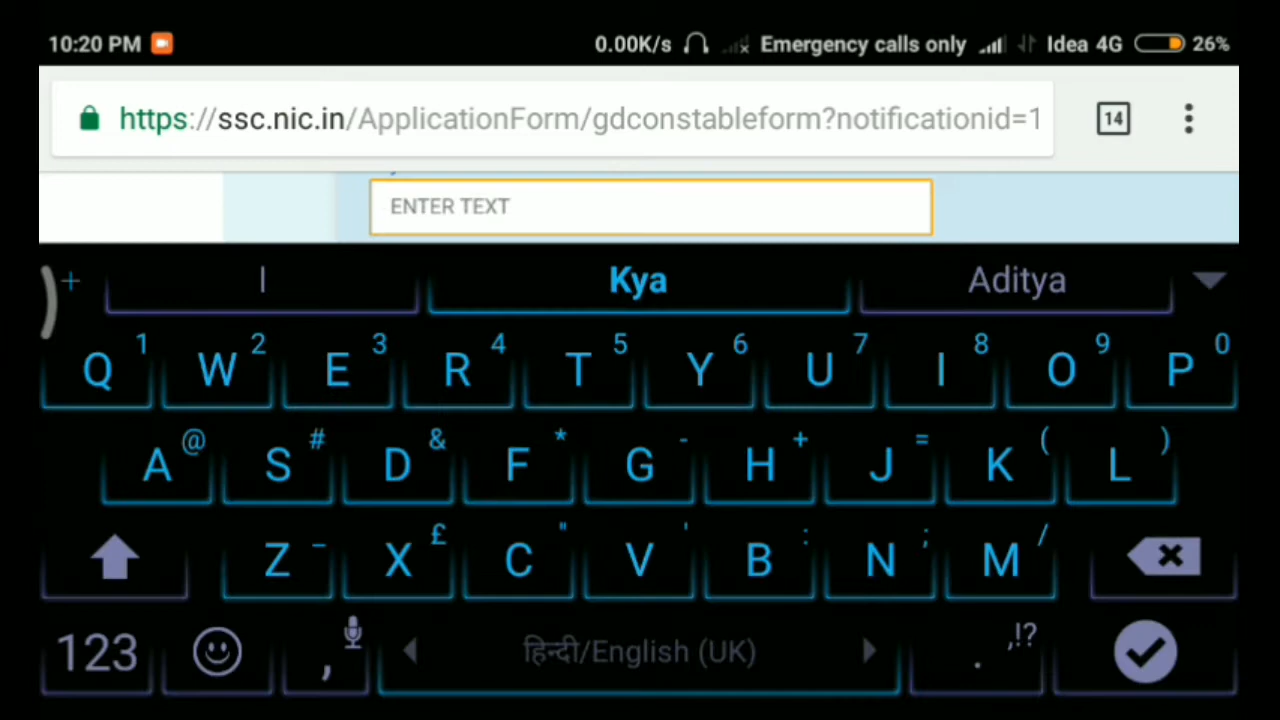 10:20 PM 0.00K/s Emergency calls only Idea 4G 26%
https://ssc.nic.in/ApplicationForm/gdconstableform?notificationid=1 14
ENTER TEXT
I Kya Aditya
Q 1 W 2 E 3 R 4 T 5 Y 6 U 7 I 8 O 9 P 0
A @ S # D & F * G - H + J = K ( L )
Z _ X £ C " V ' B : N ; M /
123 , हिन्दी/English (UK) . ,!?